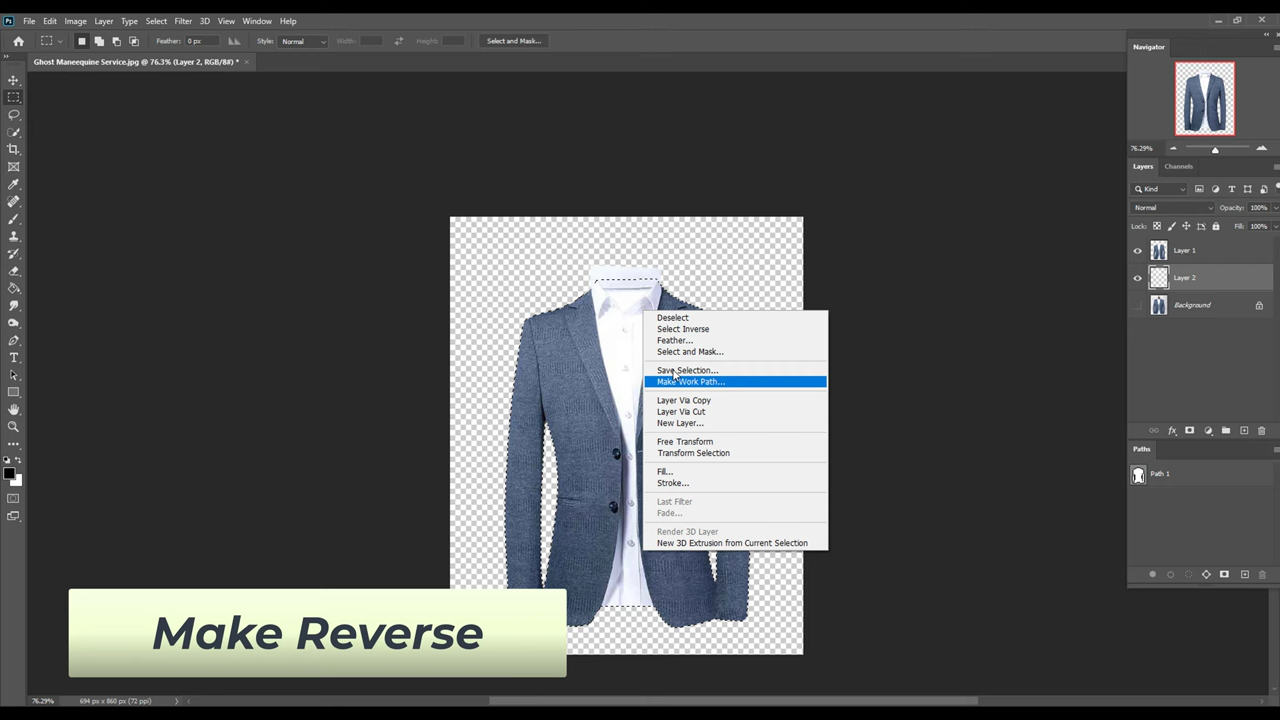 Ps File Edit Image Layer Type Select Filter 3D View Window Help
Feather: 0 px Style: Normal Width: Height: Select and Mask...
Ghost Maneequine Service.jpg @ 76.3% (Layer 2, RGB/8#) * ×
Navigator
76.29%
Layers Channels
Kind
Normal Opacity: 100%
Lock: Fill: 100%
Layer 1
Layer 2
Background
Paths
Path 1
Deselect
Select Inverse
Feather...
Select and Mask...
Save Selection...
Make Work Path...
Layer Via Copy
Layer Via Cut
New Layer...
Free Transform
Transform Selection
Fill...
Stroke...
Last Filter
Fade...
Render 3D Layer
New 3D Extrusion from Current Selection
Make Reverse
76.29% 694 px x 860 px (72 ppi)